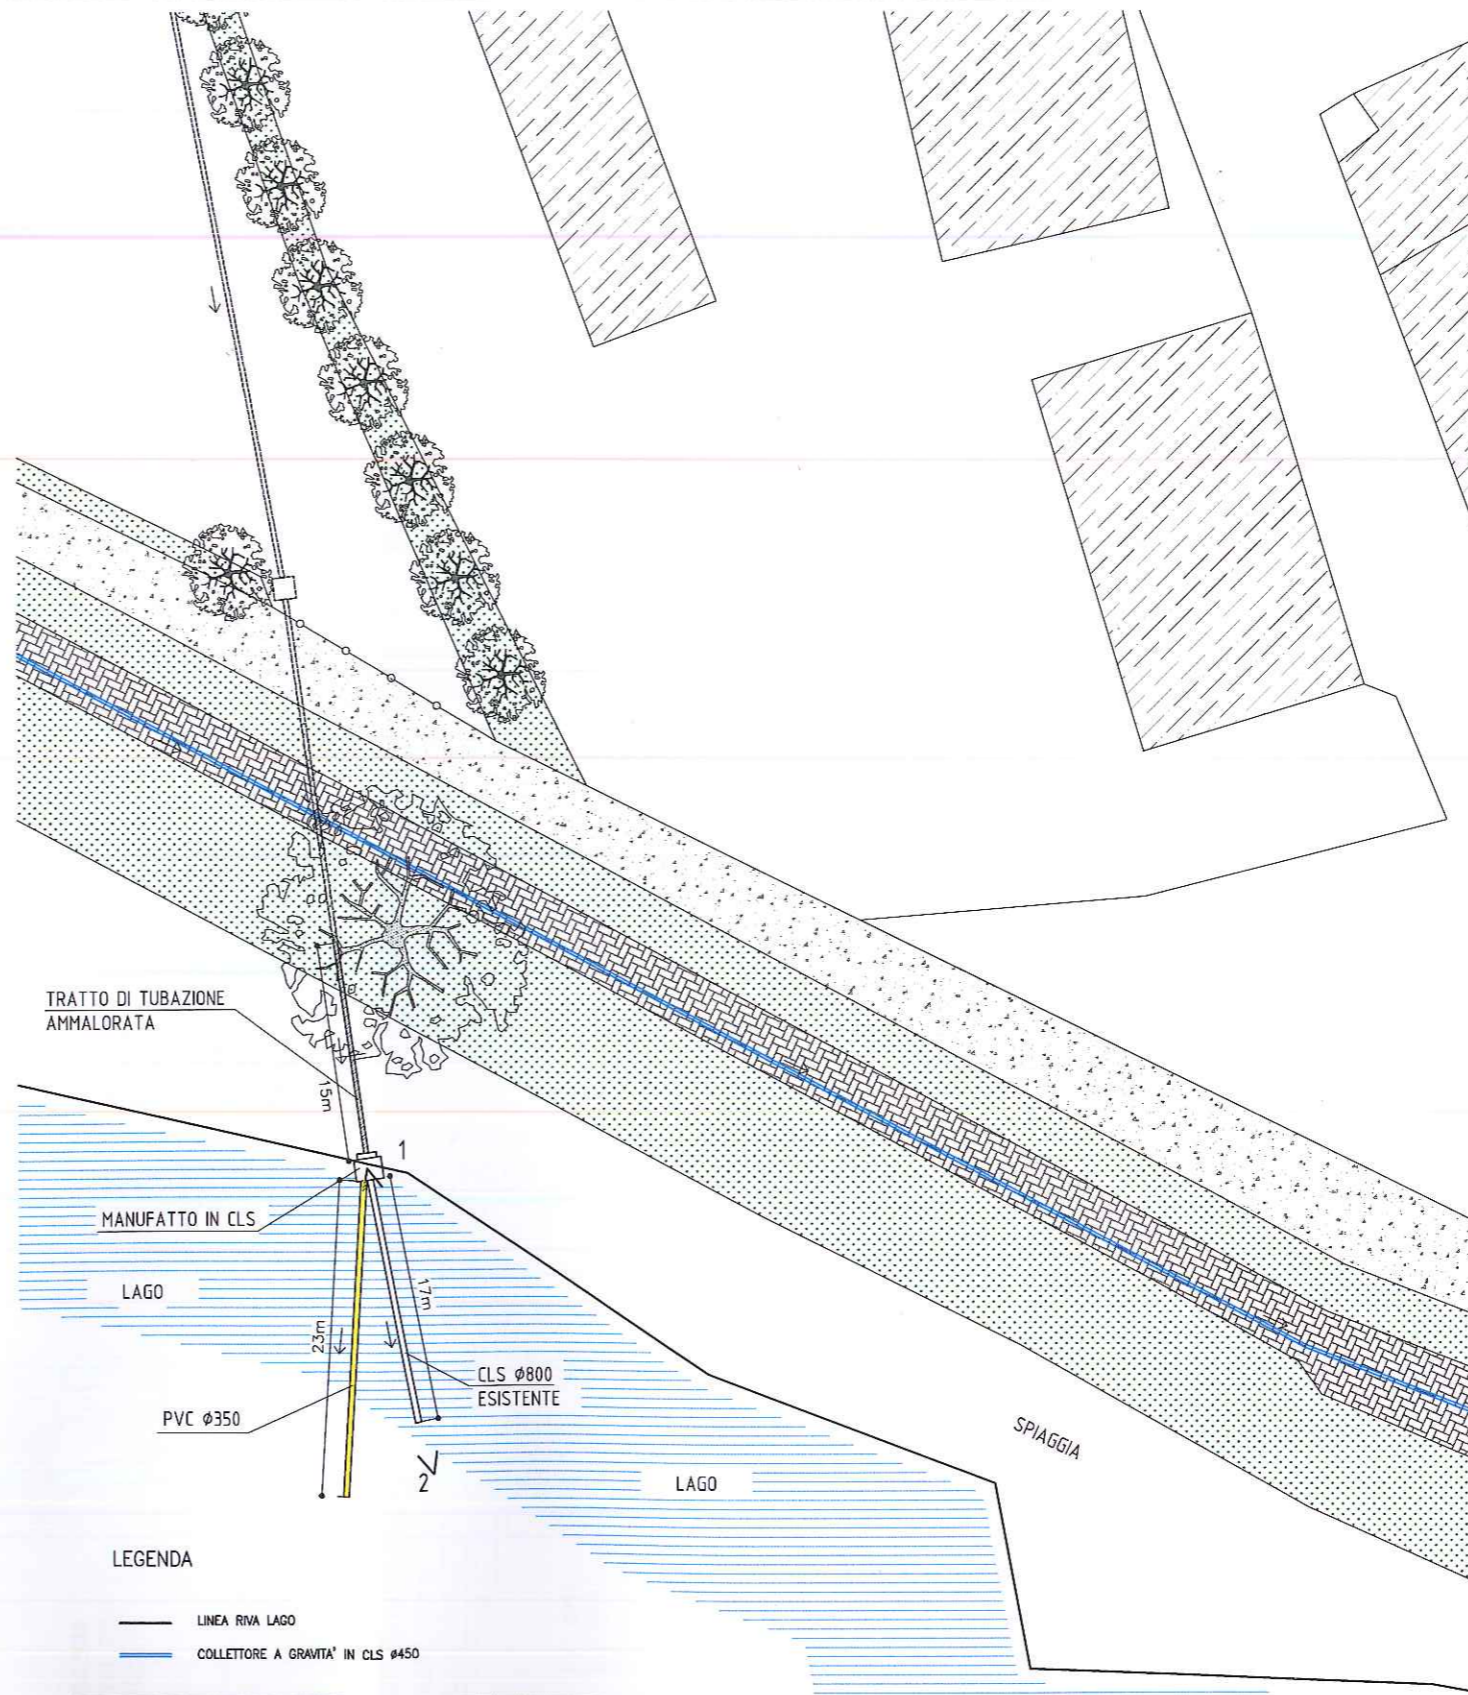 TRATTO DI TUBAZIONE
AMMALORATA
15m
1
MANUFATTO IN CLS
LAGO
17m
23m
CLS ø800
ESISTENTE
PVC ø350
2
LAGO
SPIAGGIA
LEGENDA
LINEA RIVA LAGO
COLLETTORE A GRAVITA' IN CLS ø450